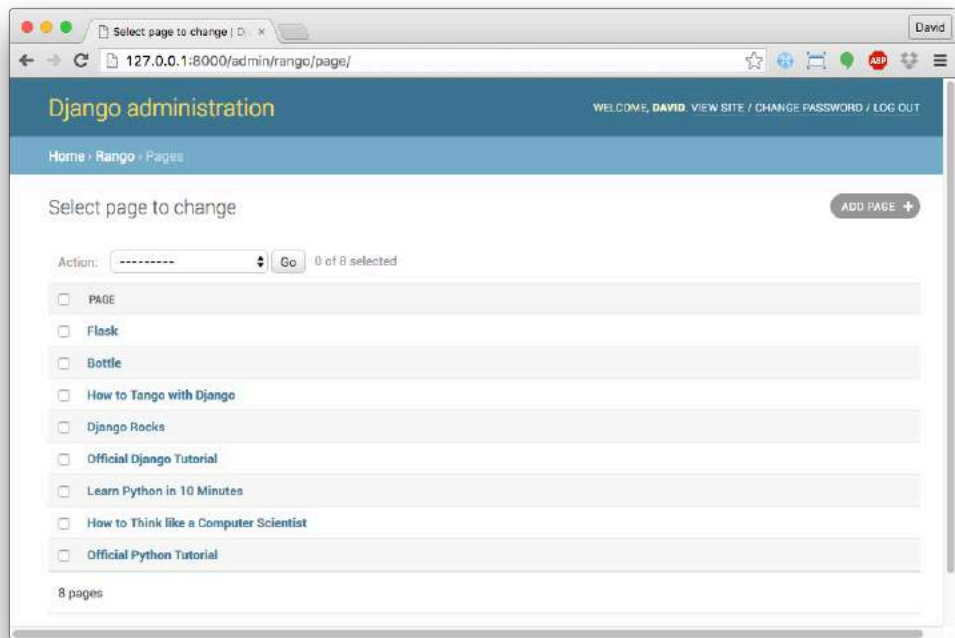 Select page to change | D
David
127.0.0.1:8000/admin/rango/page/
ABP
Django administration
WELCOME, DAVID. VIEW SITE / CHANGE PASSWORD / LOG OUT
Home › Rango › Pages
Select page to change
ADD PAGE +
Action: --------- Go 0 of 8 selected
PAGE
Flask
Bottle
How to Tango with Django
Django Rocks
Official Django Tutorial
Learn Python in 10 Minutes
How to Think like a Computer Scientist
Official Python Tutorial
8 pages